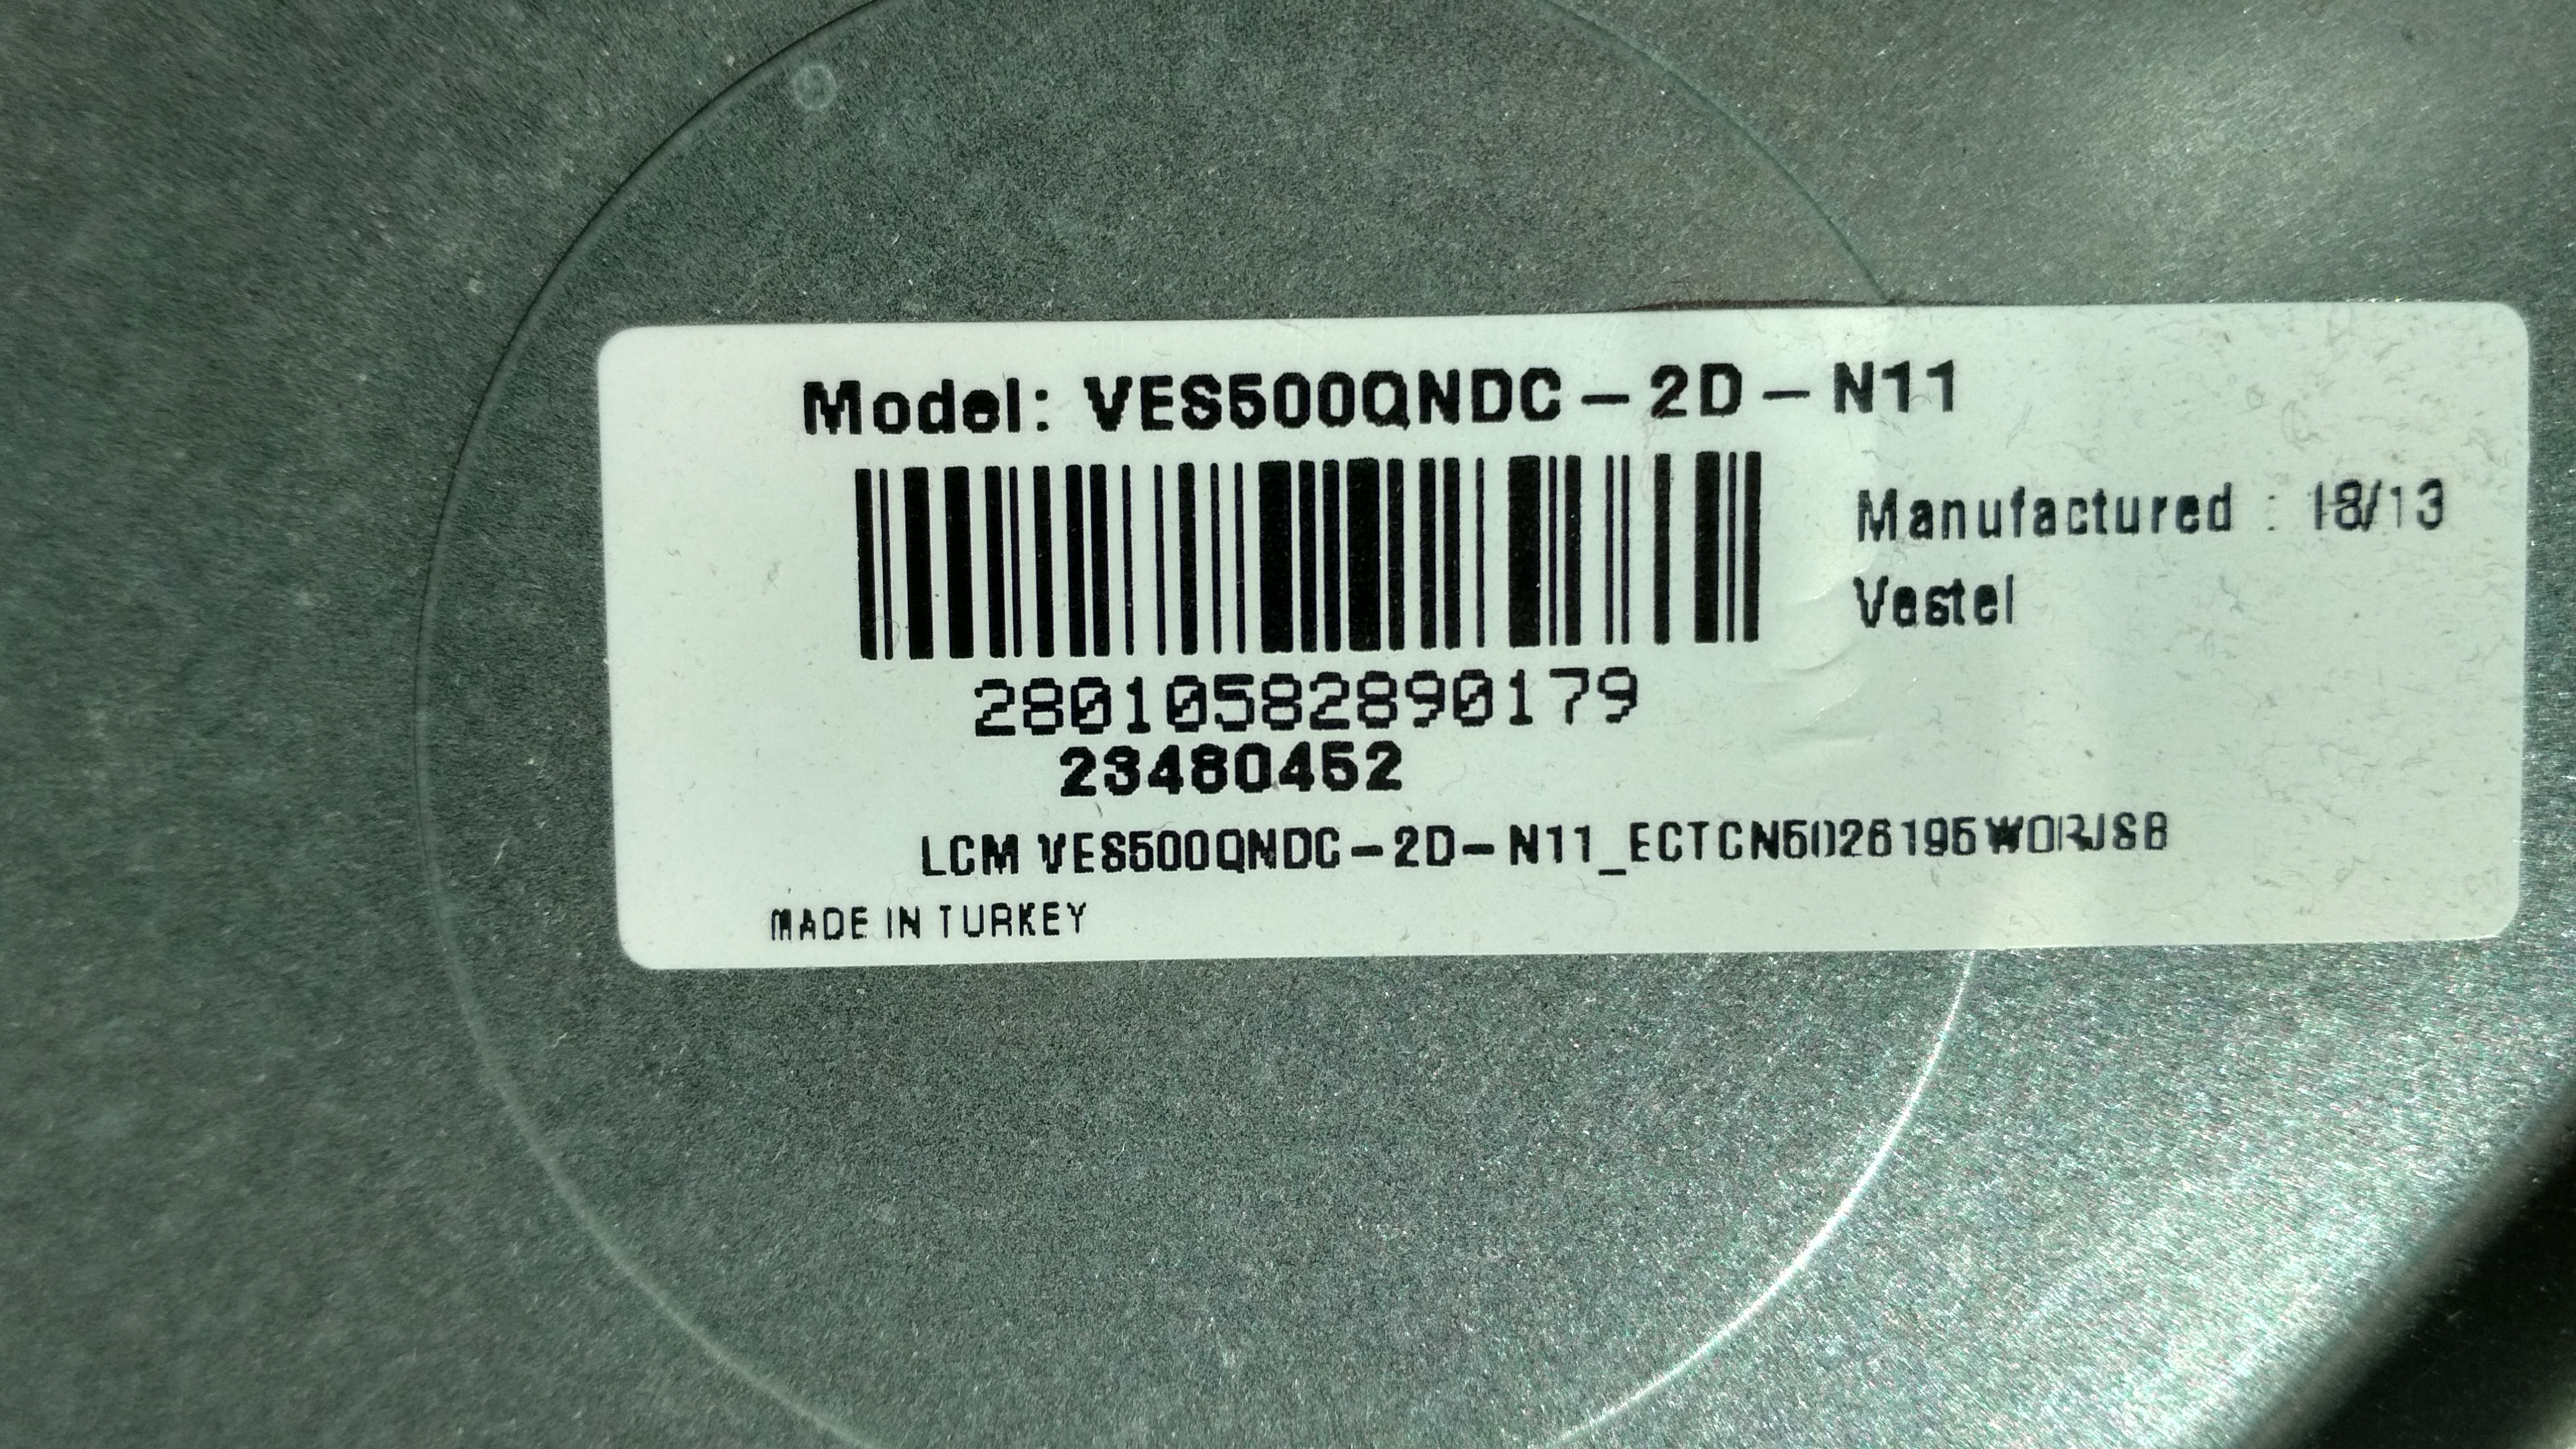 Model: VES500QNDC-2D-N11
Manufactured : 18/13
Vestel
28010582890179
23480452
LCM VES500QNDC-2D-N11_ECTCN5026195WORJSB
MADE IN TURKEY